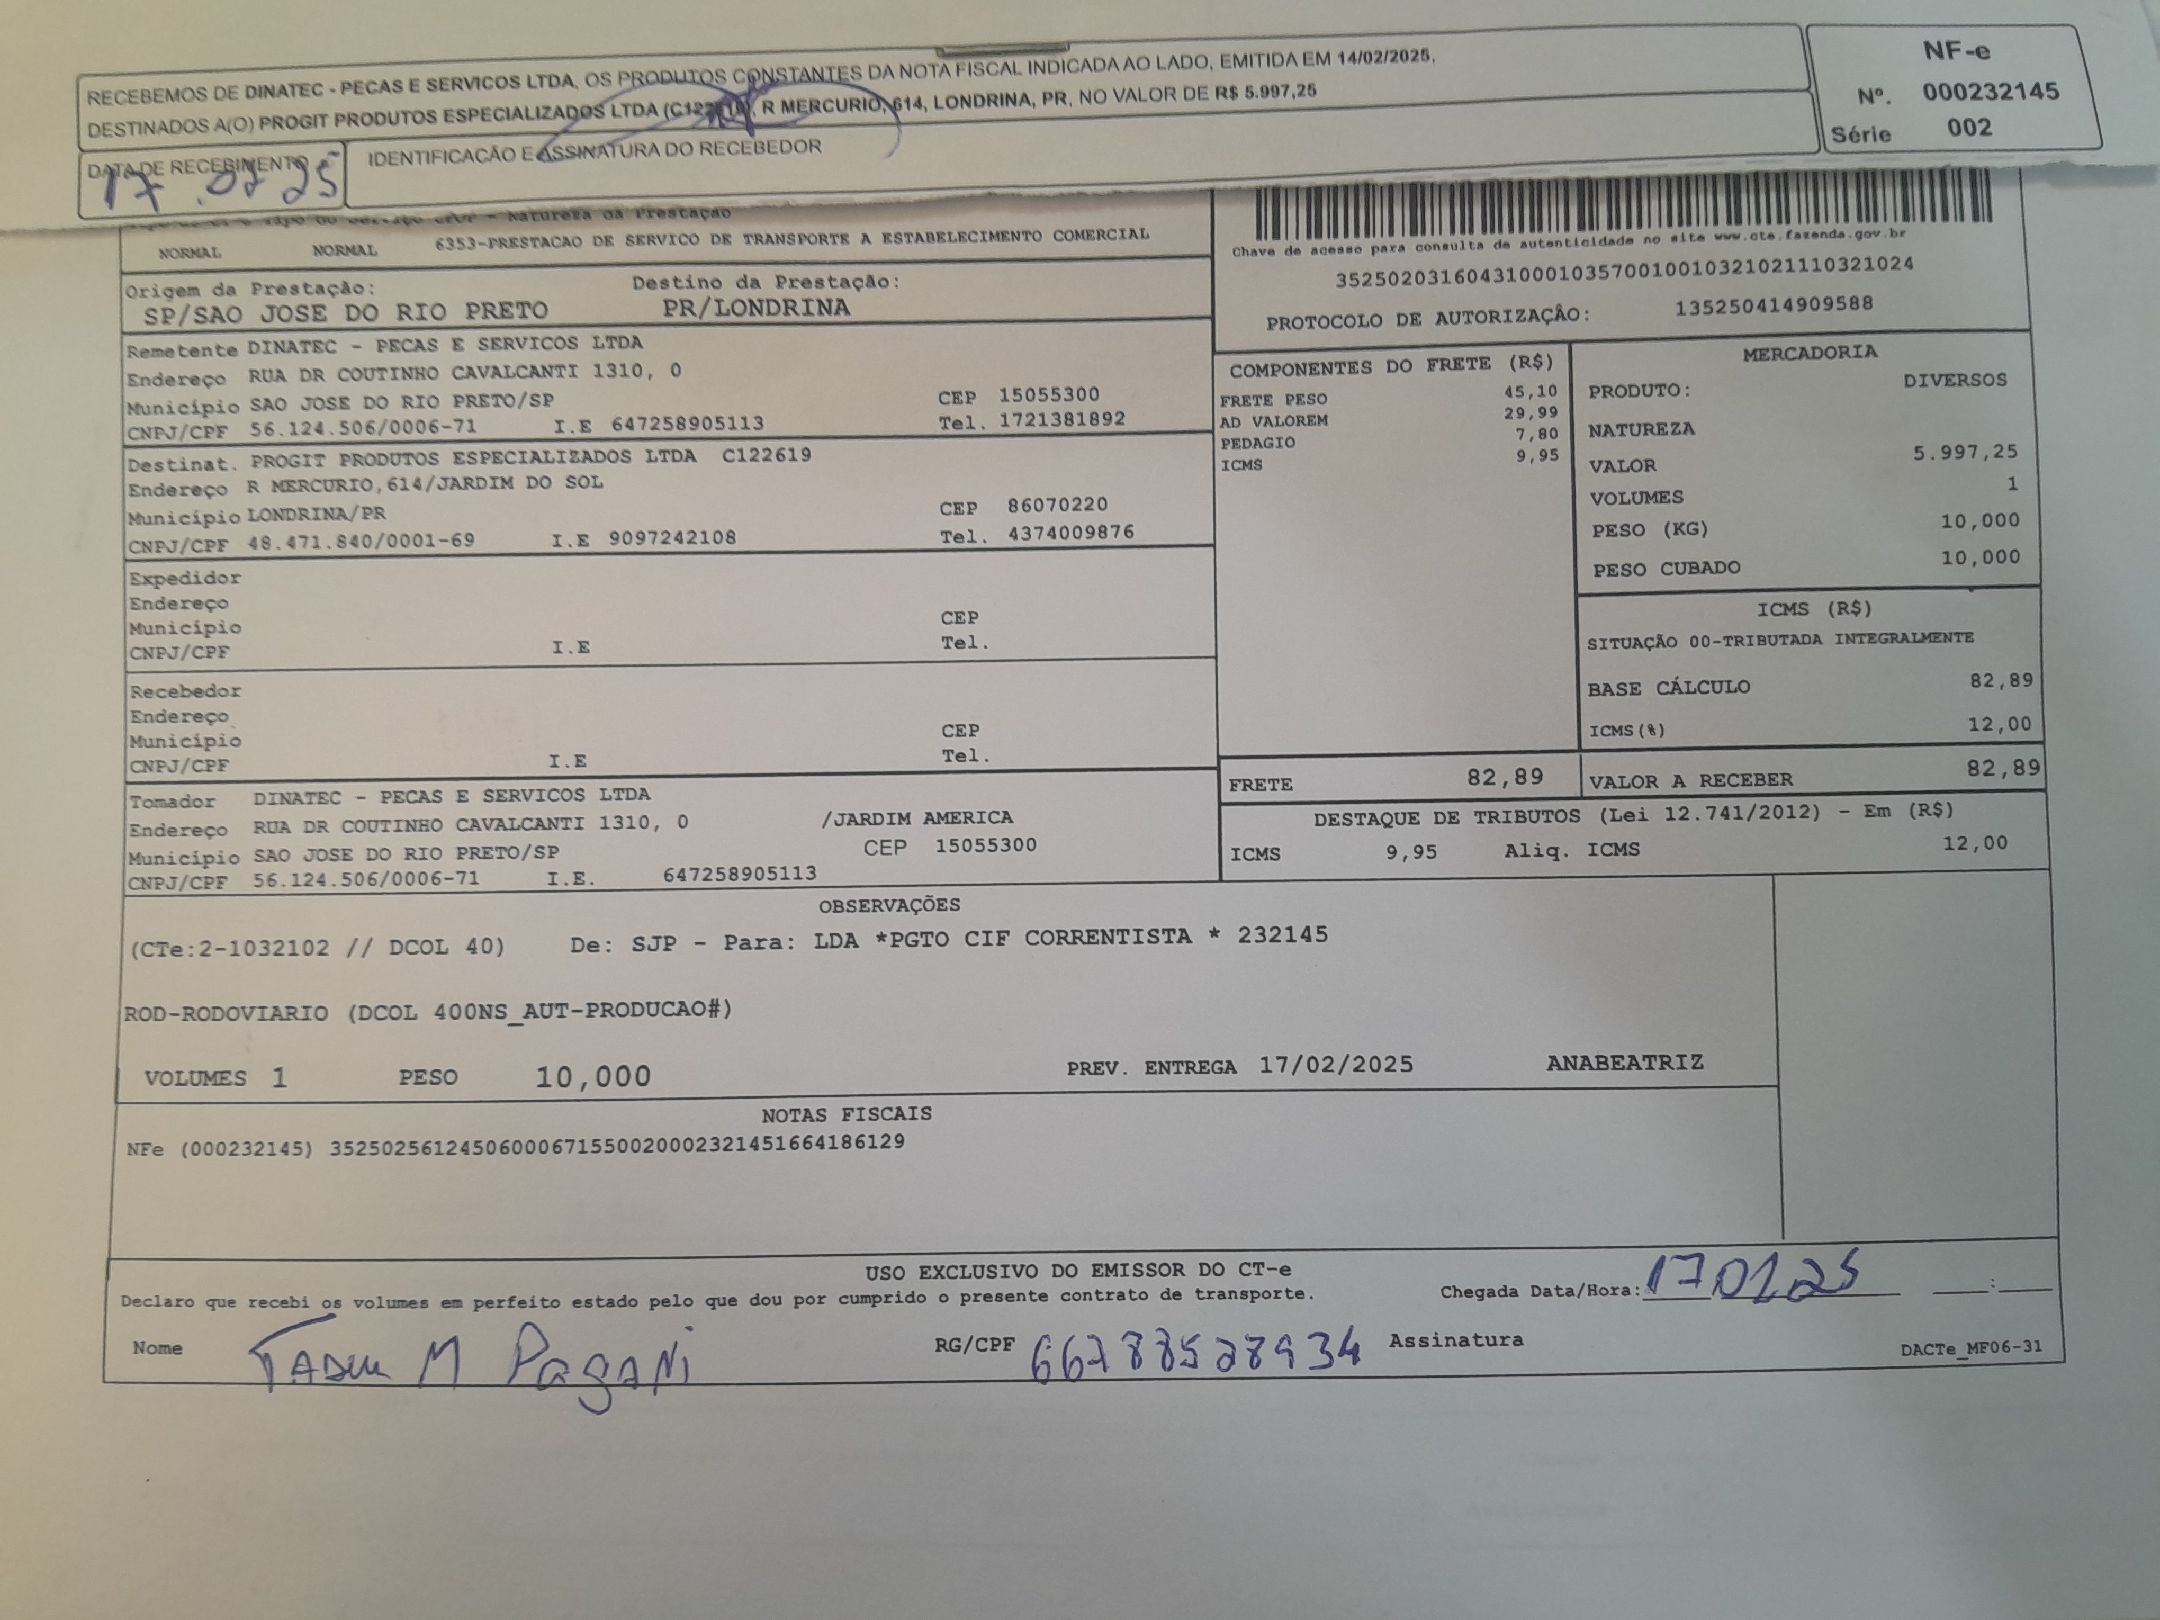 RECEBEMOS DE DINATEC - PECAS E SERVICOS LTDA, OS PRODUTOS CONSTANTES DA NOTA FISCAL INDICADA AO LADO, EMITIDA EM 14/02/2025,
DESTINADOS A(O) PROGIT PRODUTOS ESPECIALIZADOS LTDA (C122619), R MERCURIO, 614, LONDRINA, PR, NO VALOR DE R$ 5.997,25
NF-e
Nº. 000232145
Série 002
DATA DE RECEBIMENTO
IDENTIFICAÇÃO E ASSINATURA DO RECEBEDOR
17.02 25
Natureza da Prestação
NORMAL NORMAL 6353-PRESTACAO DE SERVICO DE TRANSPORTE A ESTABELECIMENTO COMERCIAL
Chave de acesso para consulta de autenticidade no site www.cte.fazenda.gov.br
35250203160431000103570010010321021110321024
PROTOCOLO DE AUTORIZAÇÂO: 135250414909588
Origem da Prestação: Destino da Prestação:
SP/SAO JOSE DO RIO PRETO PR/LONDRINA
Remetente DINATEC - PECAS E SERVICOS LTDA
Endereço RUA DR COUTINHO CAVALCANTI 1310, 0
Município SAO JOSE DO RIO PRETO/SP CEP 15055300
CNPJ/CPF 56.124.506/0006-71 I.E 647258905113 Tel. 1721381892
Destinat. PROGIT PRODUTOS ESPECIALIZADOS LTDA C122619
Endereço R MERCURIO,614/JARDIM DO SOL
Município LONDRINA/PR CEP 86070220
CNPJ/CPF 48.471.840/0001-69 I.E 9097242108 Tel. 4374009876
Expedidor
Endereço
Município CEP
CNPJ/CPF I.E Tel.
Recebedor
Endereço
Município CEP
CNPJ/CPF I.E Tel.
Tomador DINATEC - PECAS E SERVICOS LTDA
Endereço RUA DR COUTINHO CAVALCANTI 1310, 0 /JARDIM AMERICA
Município SAO JOSE DO RIO PRETO/SP CEP 15055300
CNPJ/CPF 56.124.506/0006-71 I.E. 647258905113
COMPONENTES DO FRETE (R$)
FRETE PESO 45,10
AD VALOREM 29,99
PEDAGIO 7,80
ICMS 9,95
MERCADORIA
PRODUTO: DIVERSOS
NATUREZA
VALOR 5.997,25
VOLUMES 1
PESO (KG) 10,000
PESO CUBADO 10,000
ICMS (R$)
SITUAÇÃO 00-TRIBUTADA INTEGRALMENTE
BASE CÁLCULO 82,89
ICMS(%) 12,00
FRETE 82,89 VALOR A RECEBER 82,89
DESTAQUE DE TRIBUTOS (Lei 12.741/2012) - Em (R$)
ICMS 9,95 Aliq. ICMS 12,00
OBSERVAÇÕES
(CTe:2-1032102 // DCOL 40) De: SJP - Para: LDA *PGTO CIF CORRENTISTA * 232145
ROD-RODOVIARIO (DCOL 400NS_AUT-PRODUCAO#)
VOLUMES 1 PESO 10,000 PREV. ENTREGA 17/02/2025 ANABEATRIZ
NOTAS FISCAIS
NFe (000232145) 35250256124506000671550020002321451664186129
USO EXCLUSIVO DO EMISSOR DO CT-e
Declaro que recebi os volumes em perfeito estado pelo que dou por cumprido o presente contrato de transporte. Chegada Data/Hora: 17 02 25 :
Nome M Pagani RG/CPF 66788528934 Assinatura
DACTe_MF06-31